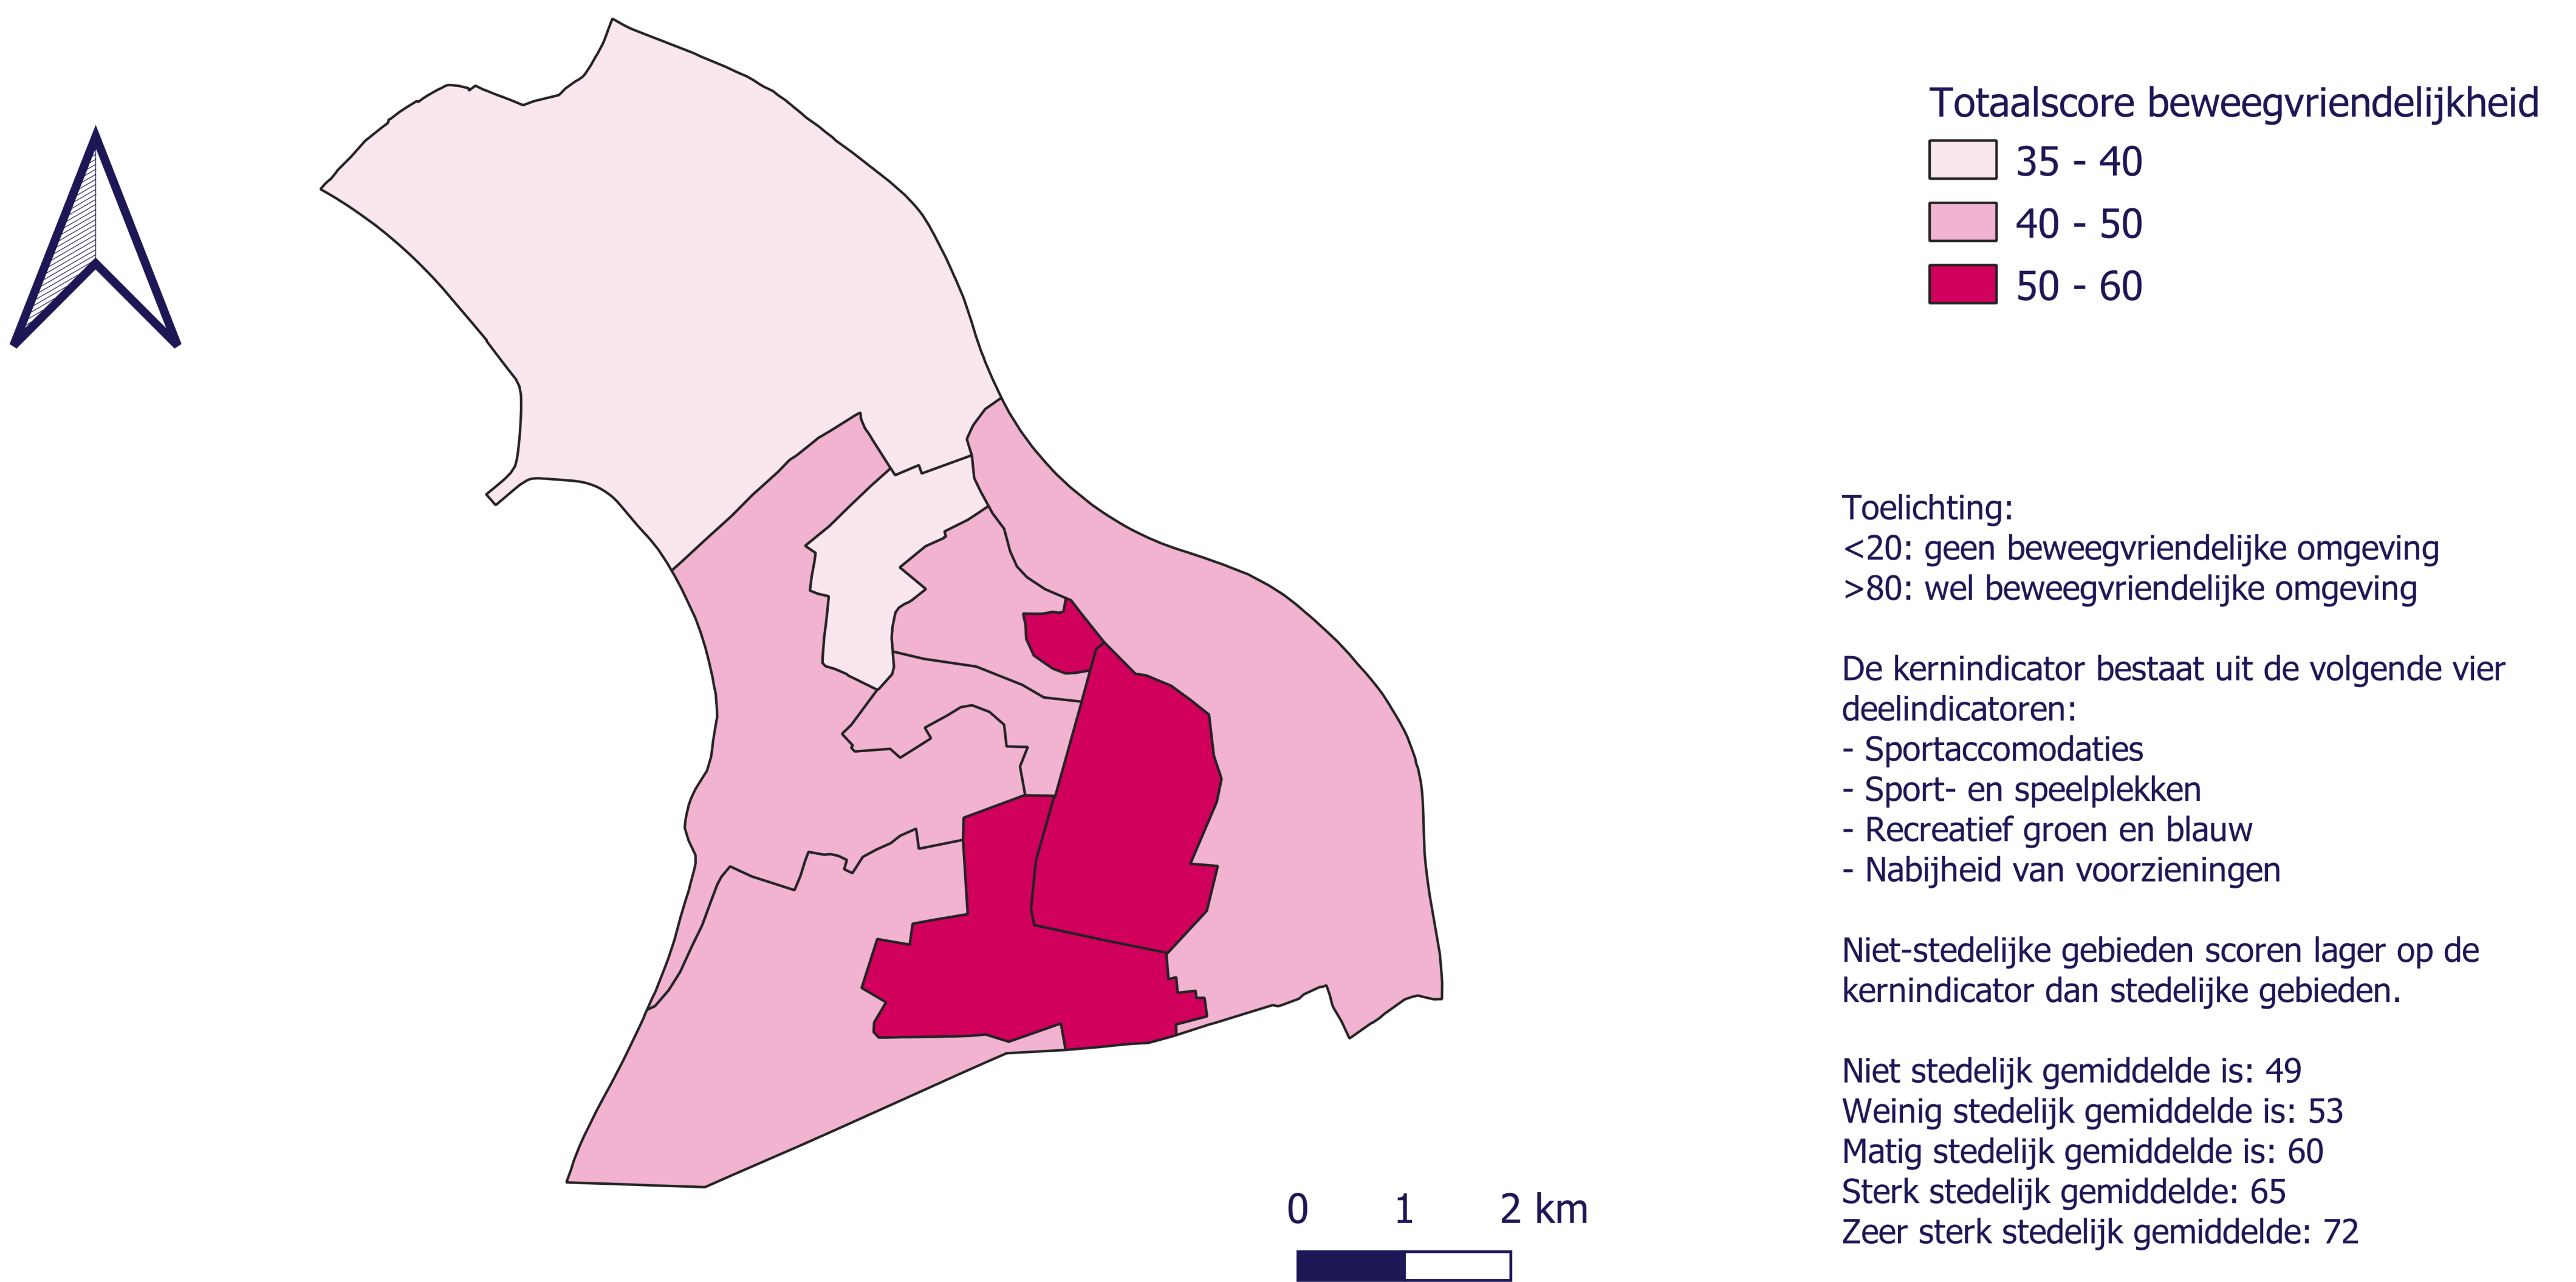 Totaalscore beweegvriendelijkheid
35 - 40
40 - 50
50 - 60
Toelichting:
<20: geen beweegvriendelijke omgeving
>80: wel beweegvriendelijke omgeving
De kernindicator bestaat uit de volgende vier
deelindicatoren:
- Sportaccomodaties
- Sport- en speelplekken
- Recreatief groen en blauw
- Nabijheid van voorzieningen
Niet-stedelijke gebieden scoren lager op de
kernindicator dan stedelijke gebieden.
Niet stedelijk gemiddelde is: 49
Weinig stedelijk gemiddelde is: 53
Matig stedelijk gemiddelde is: 60
Sterk stedelijk gemiddelde: 65
Zeer sterk stedelijk gemiddelde: 72
0 1 2 km